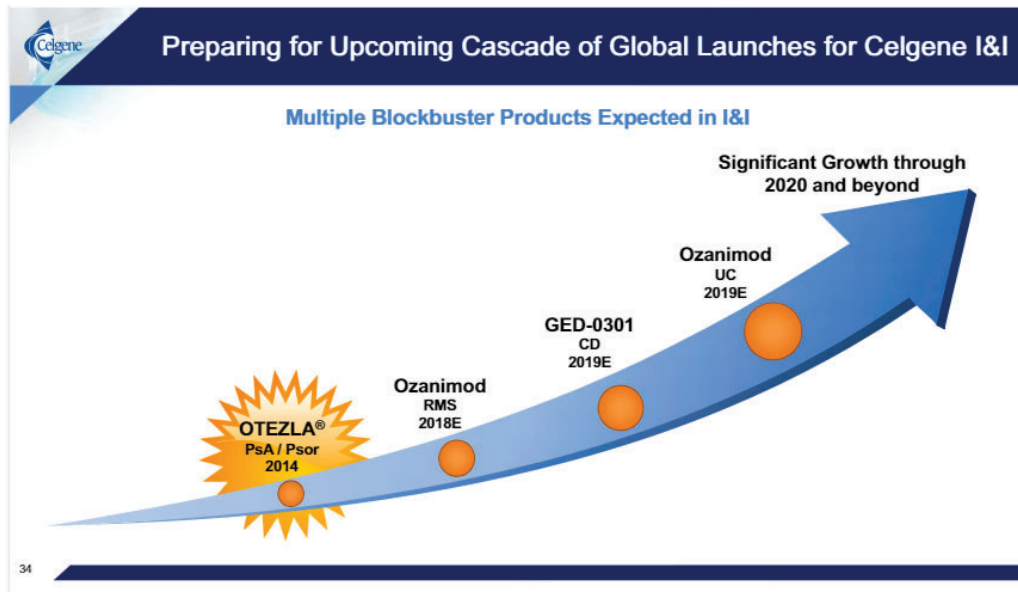 Celgene
Preparing for Upcoming Cascade of Global Launches for Celgene I&I
Multiple Blockbuster Products Expected in I&I
Significant Growth through
2020 and beyond
Ozanimod
UC
2019E
GED-0301
CD
2019E
Ozanimod
RMS
2018E
OTEZLA®
PsA / Psor
2014
34